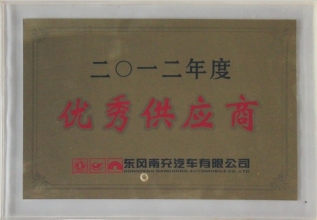 二〇一二年度
优秀供应商
东风南充汽车有限公司